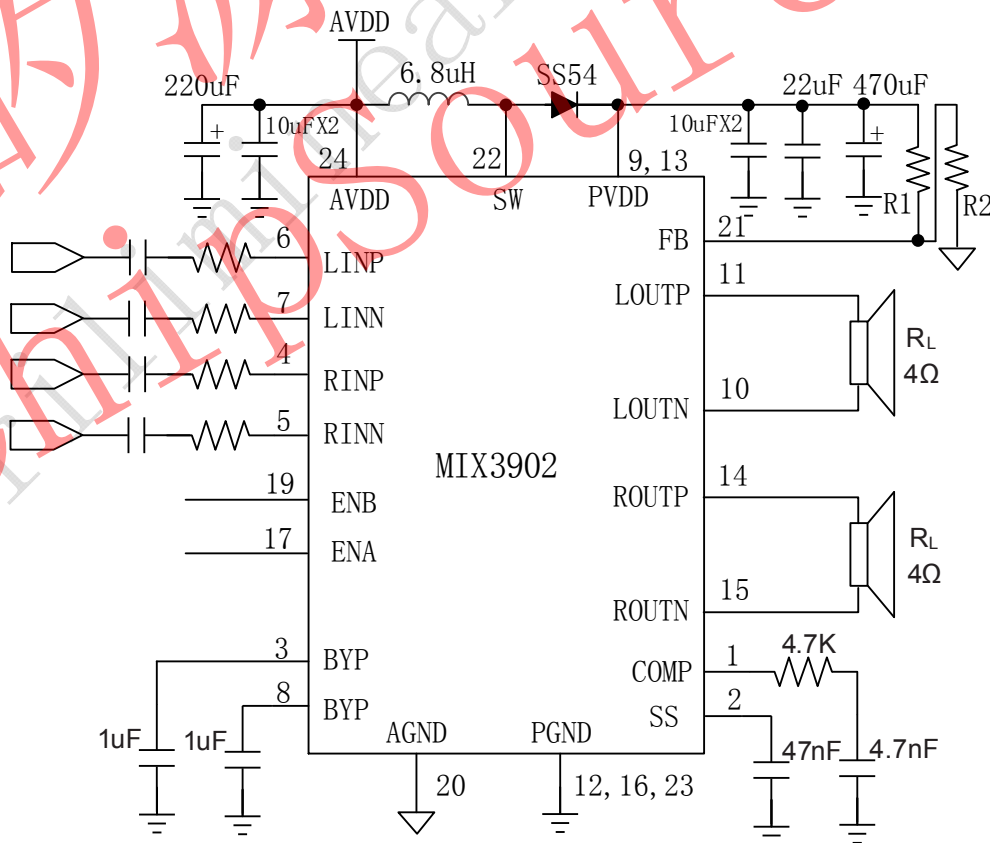 AVDD
220uF
6.8uH
SS54
22uF
470uF
10uFX2
10uFX2
24
22
9, 13
AVDD
SW
PVDD
R1
R2
6
LINP
FB
21
7
LINN
LOUTP
11
4
RINP
RL
4Ω
5
RINN
LOUTN
10
MIX3902
19
ENB
ROUTP
14
17
ENA
RL
4Ω
ROUTN
15
3
BYP
COMP
1
4.7K
8
BYP
SS
2
1uF
1uF
AGND
PGND
47nF
4.7nF
20
12, 16, 23
hipSour